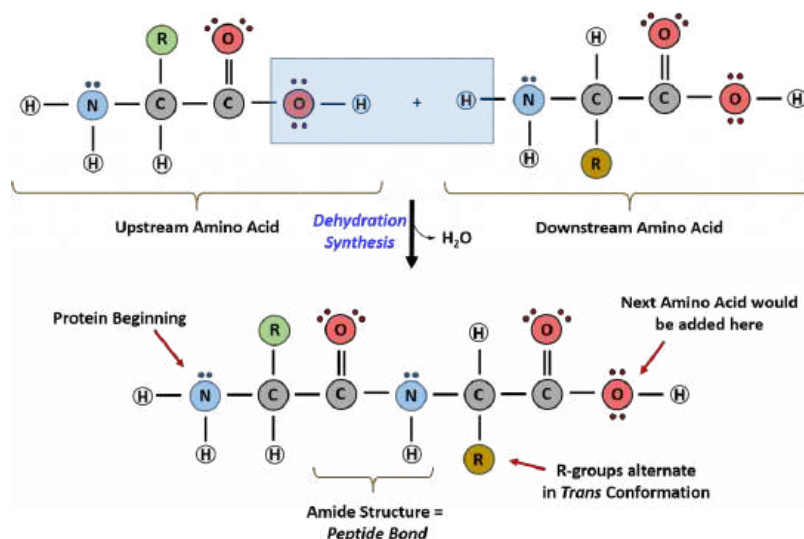 R O
H N C C O H + H N C C O H
H H
H O
H R
Upstream Amino Acid
Downstream Amino Acid
Dehydration
Synthesis
H₂O
Protein Beginning
Next Amino Acid would
be added here
R O H O
H N C C N C C O H
H H H R
R-groups alternate
in Trans Conformation
Amide Structure =
Peptide Bond